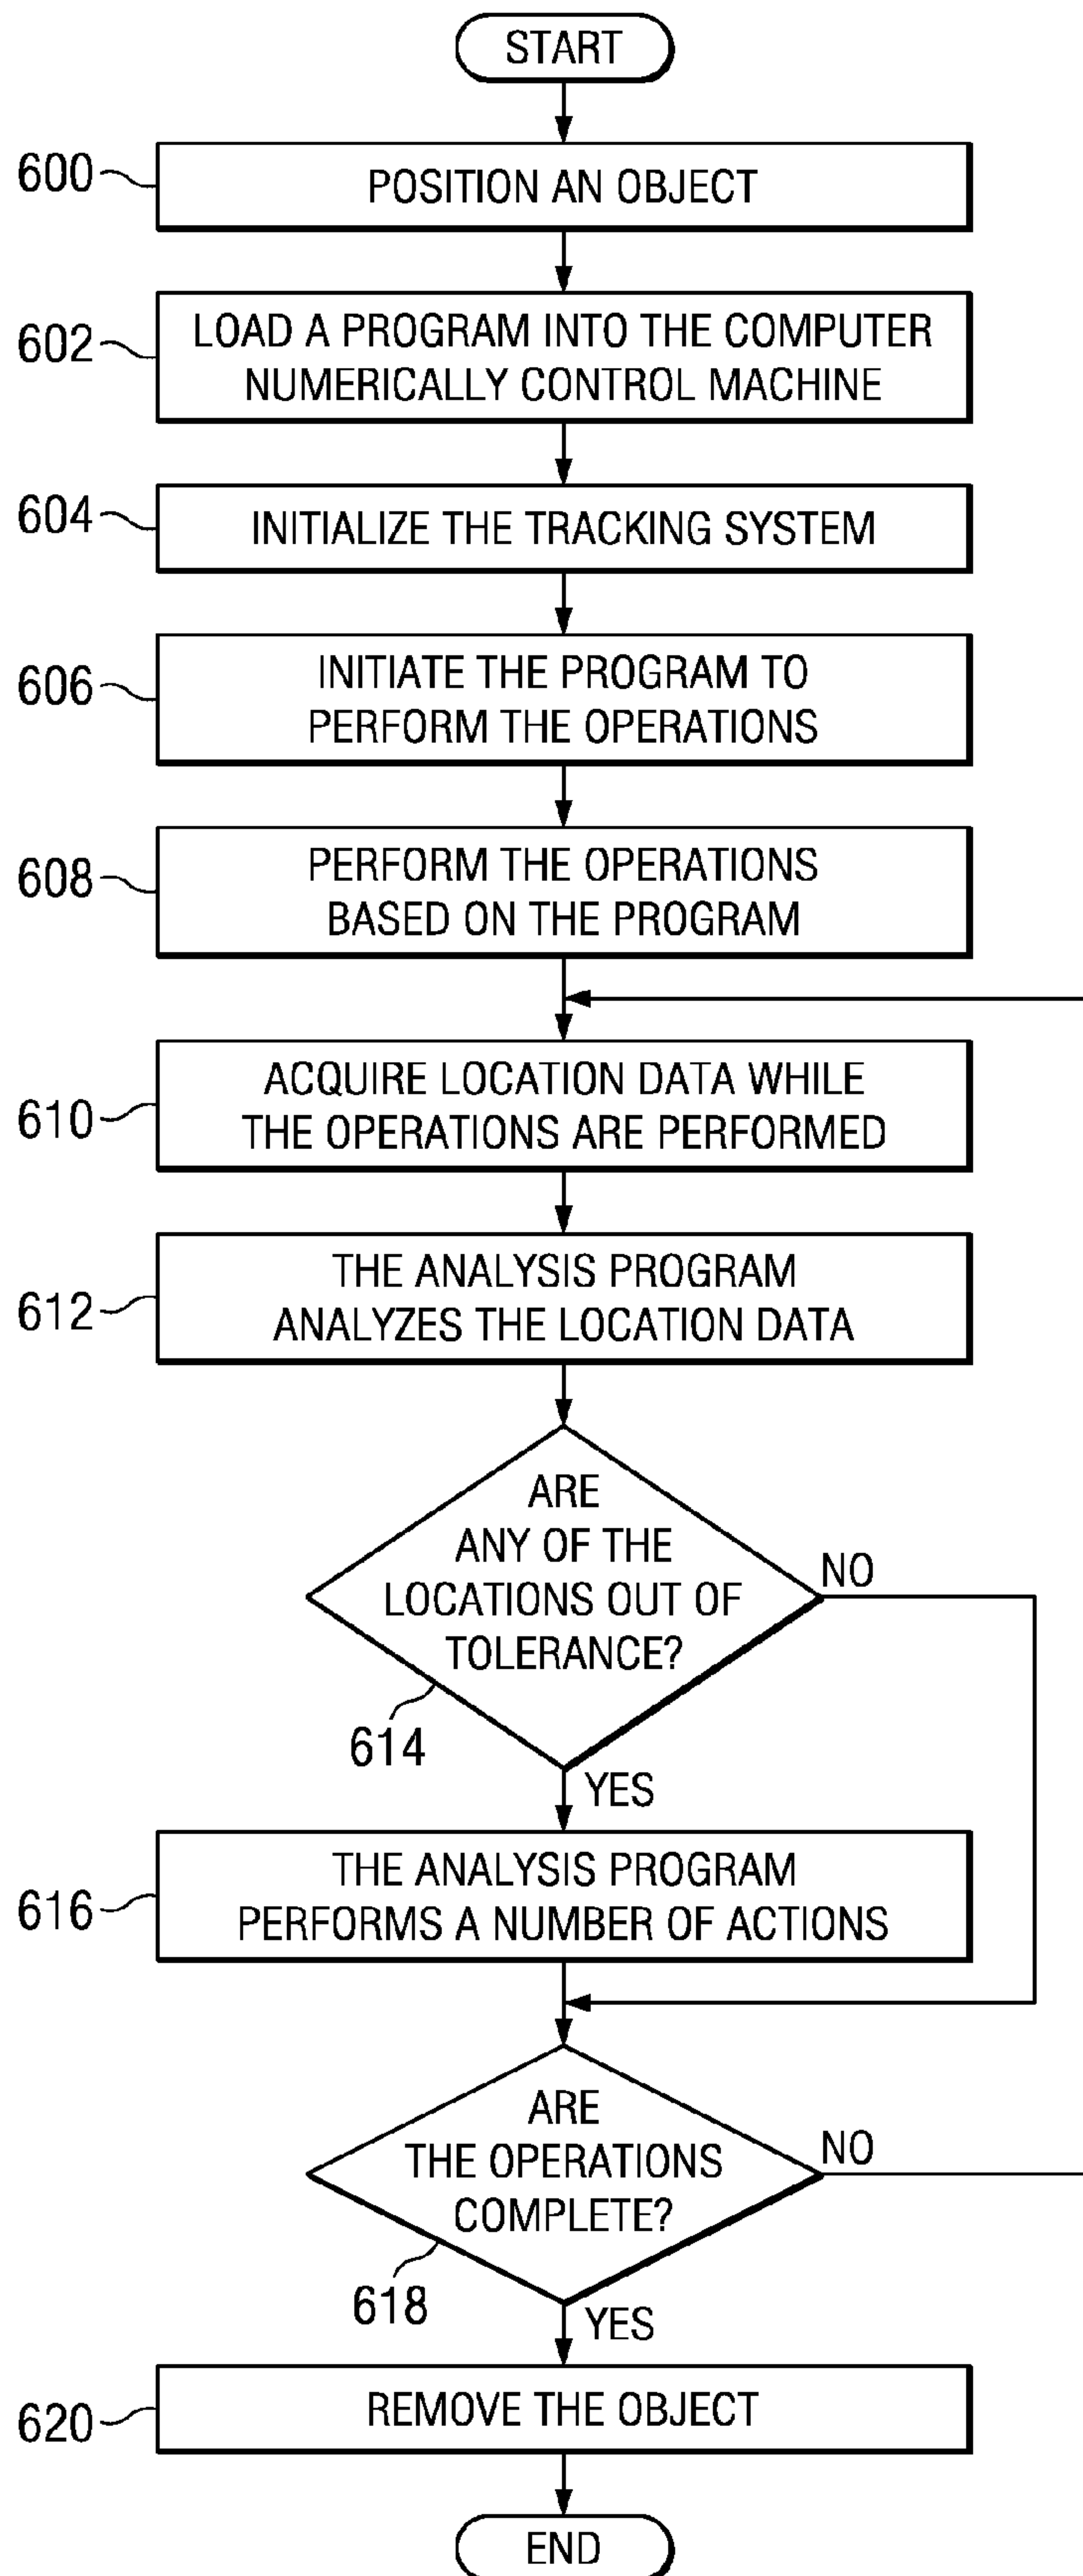 START
600
POSITION AN OBJECT
602
LOAD A PROGRAM INTO THE COMPUTER
NUMERICALLY CONTROL MACHINE
604
INITIALIZE THE TRACKING SYSTEM
606
INITIATE THE PROGRAM TO
PERFORM THE OPERATIONS
608
PERFORM THE OPERATIONS
BASED ON THE PROGRAM
610
ACQUIRE LOCATION DATA WHILE
THE OPERATIONS ARE PERFORMED
612
THE ANALYSIS PROGRAM
ANALYZES THE LOCATION DATA
ARE
ANY OF THE
LOCATIONS OUT OF
TOLERANCE?
NO
614
YES
616
THE ANALYSIS PROGRAM
PERFORMS A NUMBER OF ACTIONS
ARE
THE OPERATIONS
COMPLETE?
NO
618
YES
620
REMOVE THE OBJECT
END